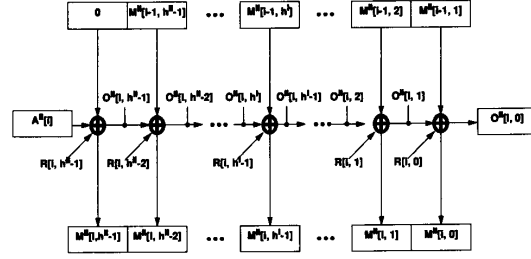 0 M^s[i-1, h^s-1] ••• M^s[i-1, h^l] ••• M^s[i-1, 2] M^s[i-1, 1]
O^s[i, h^s-1] O^s[i, h^s-2] O^s[i, h^l] O^s[i, h^l-1] O^s[i, 2] O^s[i, 1]
A^s[i] ••• ••• O^s[i, 0]
R[i, h^s-1] R[i, h^s-2] R[i, h^l-1] R[i, 1] R[i, 0]
M^s[i,h^s-1] M^s[i, h^s-2] ••• M^s[i, h^l-1] ••• M^s[i, 1] M^s[i, 0]